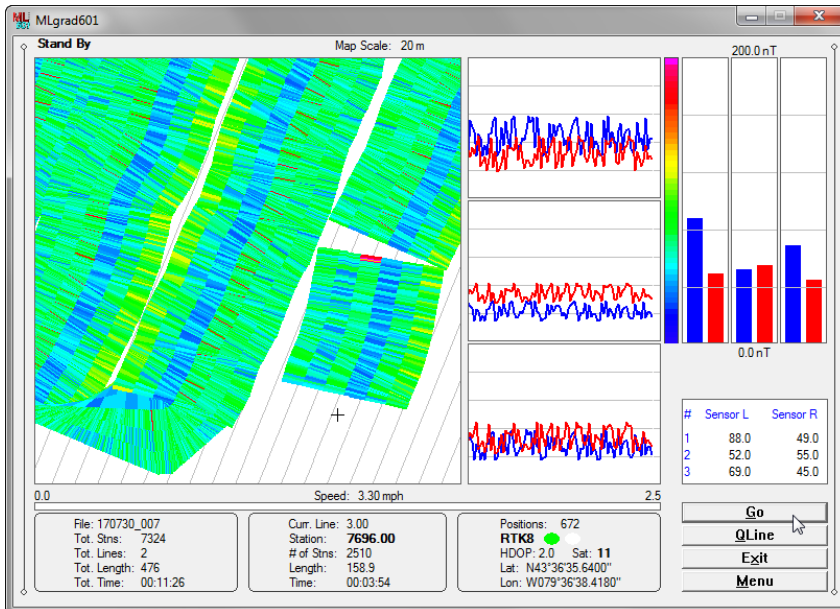 MLgrad601
Stand By
Map Scale: 20 m
200.0 nT
0.0 nT
# Sensor L Sensor R
1 88.0 49.0
2 52.0 55.0
3 69.0 45.0
0.0 Speed: 3.30 mph 2.5
File: 170730_007
Tot. Stns: 7324
Tot. Lines: 2
Tot. Length: 476
Tot. Time: 00:11:26
Curr. Line: 3.00
Station: 7696.00
# of Stns: 2510
Length: 158.9
Time: 00:03:54
Positions: 672
RTK8
HDOP: 2.0 Sat: 11
Lat: N43°36'35.6400"
Lon: W079°36'38.4180"
Go
QLine
Exit
Menu